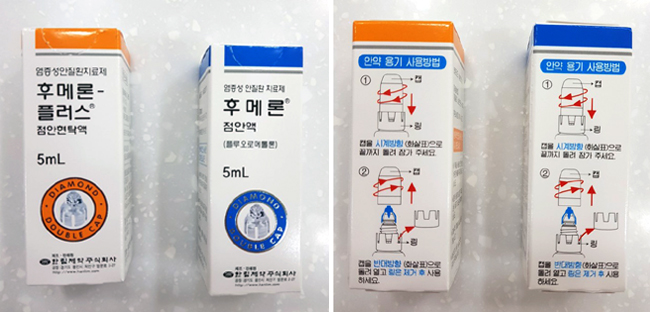 염증성안질환치료제
후메론-
플러스®
점안현탁액
5mL
DIAMOND
DOUBLE CAP
한림제약주식회사
염증성 안질환 치료제
후메론®
점안액
(플루오로메톨론)
5mL
DIAMOND
DOUBLE CAP
한림제약주식회사
안약 용기 사용방법
①
캡
링
캡을 시계방향(화살표)으로
끝까지 돌려 잠가 주세요.
②
캡
링
캡을 반대방향(화살표)으로
돌려 열고 링은 제거 후 사용
하세요.
안약 용기 사용방법
①
캡
링
캡을 시계방향(화살표)으로
끝까지 돌려 잠가 주세요.
②
캡
링
캡을 반대방향(화살표)으로
돌려 열고 링은 제거 후 사용
하세요.